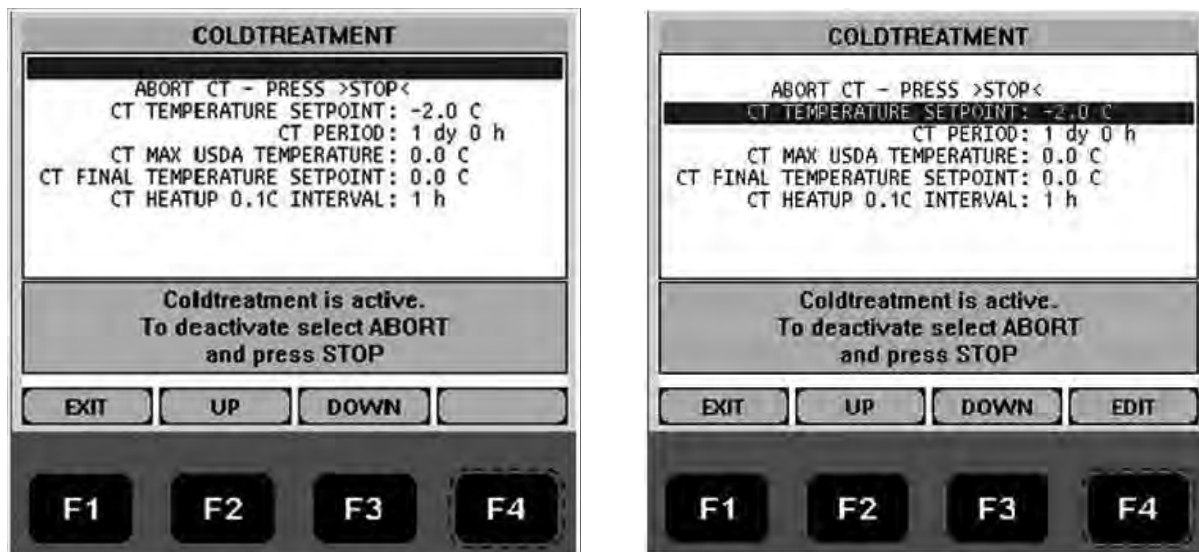 COLDTREATMENT
ABORT CT - PRESS >STOP<
CT TEMPERATURE SETPOINT: -2.0 C
CT PERIOD: 1 dy 0 h
CT MAX USDA TEMPERATURE: 0.0 C
CT FINAL TEMPERATURE SETPOINT: 0.0 C
CT HEATUP 0.1C INTERVAL: 1 h
Coldtreatment is active.
To deactivate select ABORT
and press STOP
EXIT UP DOWN
F1 F2 F3 F4
COLDTREATMENT
ABORT CT - PRESS >STOP<
CT TEMPERATURE SETPOINT: -2.0 C
CT PERIOD: 1 dy 0 h
CT MAX USDA TEMPERATURE: 0.0 C
CT FINAL TEMPERATURE SETPOINT: 0.0 C
CT HEATUP 0.1C INTERVAL: 1 h
Coldtreatment is active.
To deactivate select ABORT
and press STOP
EXIT UP DOWN EDIT
F1 F2 F3 F4